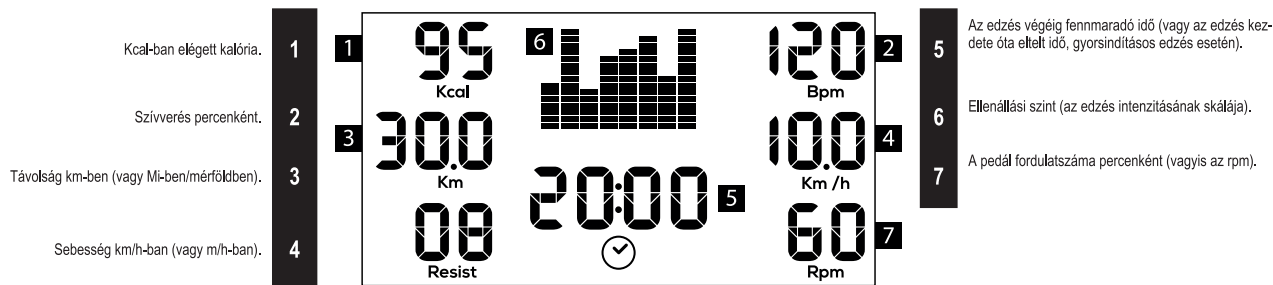 Kcal-ban elégett kalória.
1
Szívverés percenként.
2
Távolság km-ben (vagy Mi-ben/mérföldben).
3
Sebesség km/h-ban (vagy m/h-ban).
4
1
95
Kcal
3
30.0
Km
08
Resist
6
20:00
5
120
2
Bpm
10.0
4
Km /h
60
7
Rpm
5
Az edzés végéig fennmaradó idő (vagy az edzés kez-
dete óta eltelt idő, gyorsindításos edzés esetén).
6
Ellenállási szint (az edzés intenzitásának skálája).
7
A pedál fordulatszáma percenként (vagyis az rpm).